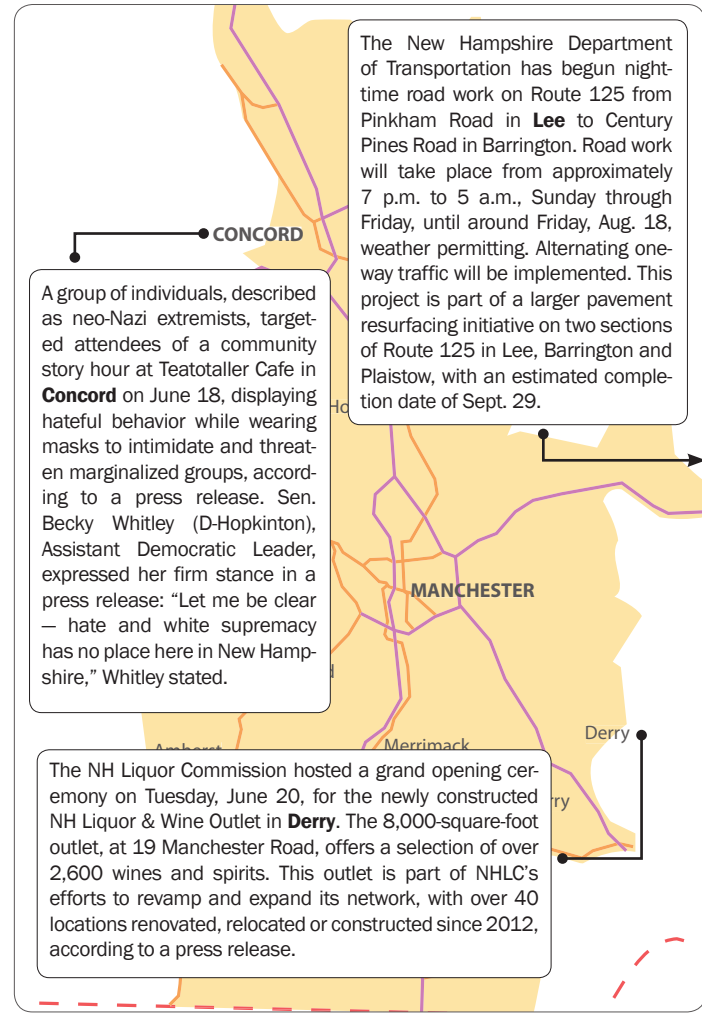 The New Hampshire Department
of Transportation has begun night-
time road work on Route 125 from
Pinkham Road in Lee to Century
Pines Road in Barrington. Road work
will take place from approximately
7 p.m. to 5 a.m., Sunday through
Friday, until around Friday, Aug. 18,
weather permitting. Alternating one-
way traffic will be implemented. This
project is part of a larger pavement
resurfacing initiative on two sections
of Route 125 in Lee, Barrington and
Plaistow, with an estimated comple-
tion date of Sept. 29.
CONCORD
A group of individuals, described
as neo-Nazi extremists, target-
ed attendees of a community
story hour at Teatotaller Cafe in
Concord on June 18, displaying
hateful behavior while wearing
masks to intimidate and threat-
en marginalized groups, accord-
ing to a press release. Sen.
Becky Whitley (D-Hopkinton),
Assistant Democratic Leader,
expressed her firm stance in a
press release: “Let me be clear
— hate and white supremacy
has no place here in New Hamp-
shire,” Whitley stated.
MANCHESTER
Derry
Amherst
Merrimack
The NH Liquor Commission hosted a grand opening cer-
emony on Tuesday, June 20, for the newly constructed
NH Liquor & Wine Outlet in Derry. The 8,000-square-foot
outlet, at 19 Manchester Road, offers a selection of over
2,600 wines and spirits. This outlet is part of NHLC’s
efforts to revamp and expand its network, with over 40
locations renovated, relocated or constructed since 2012,
according to a press release.